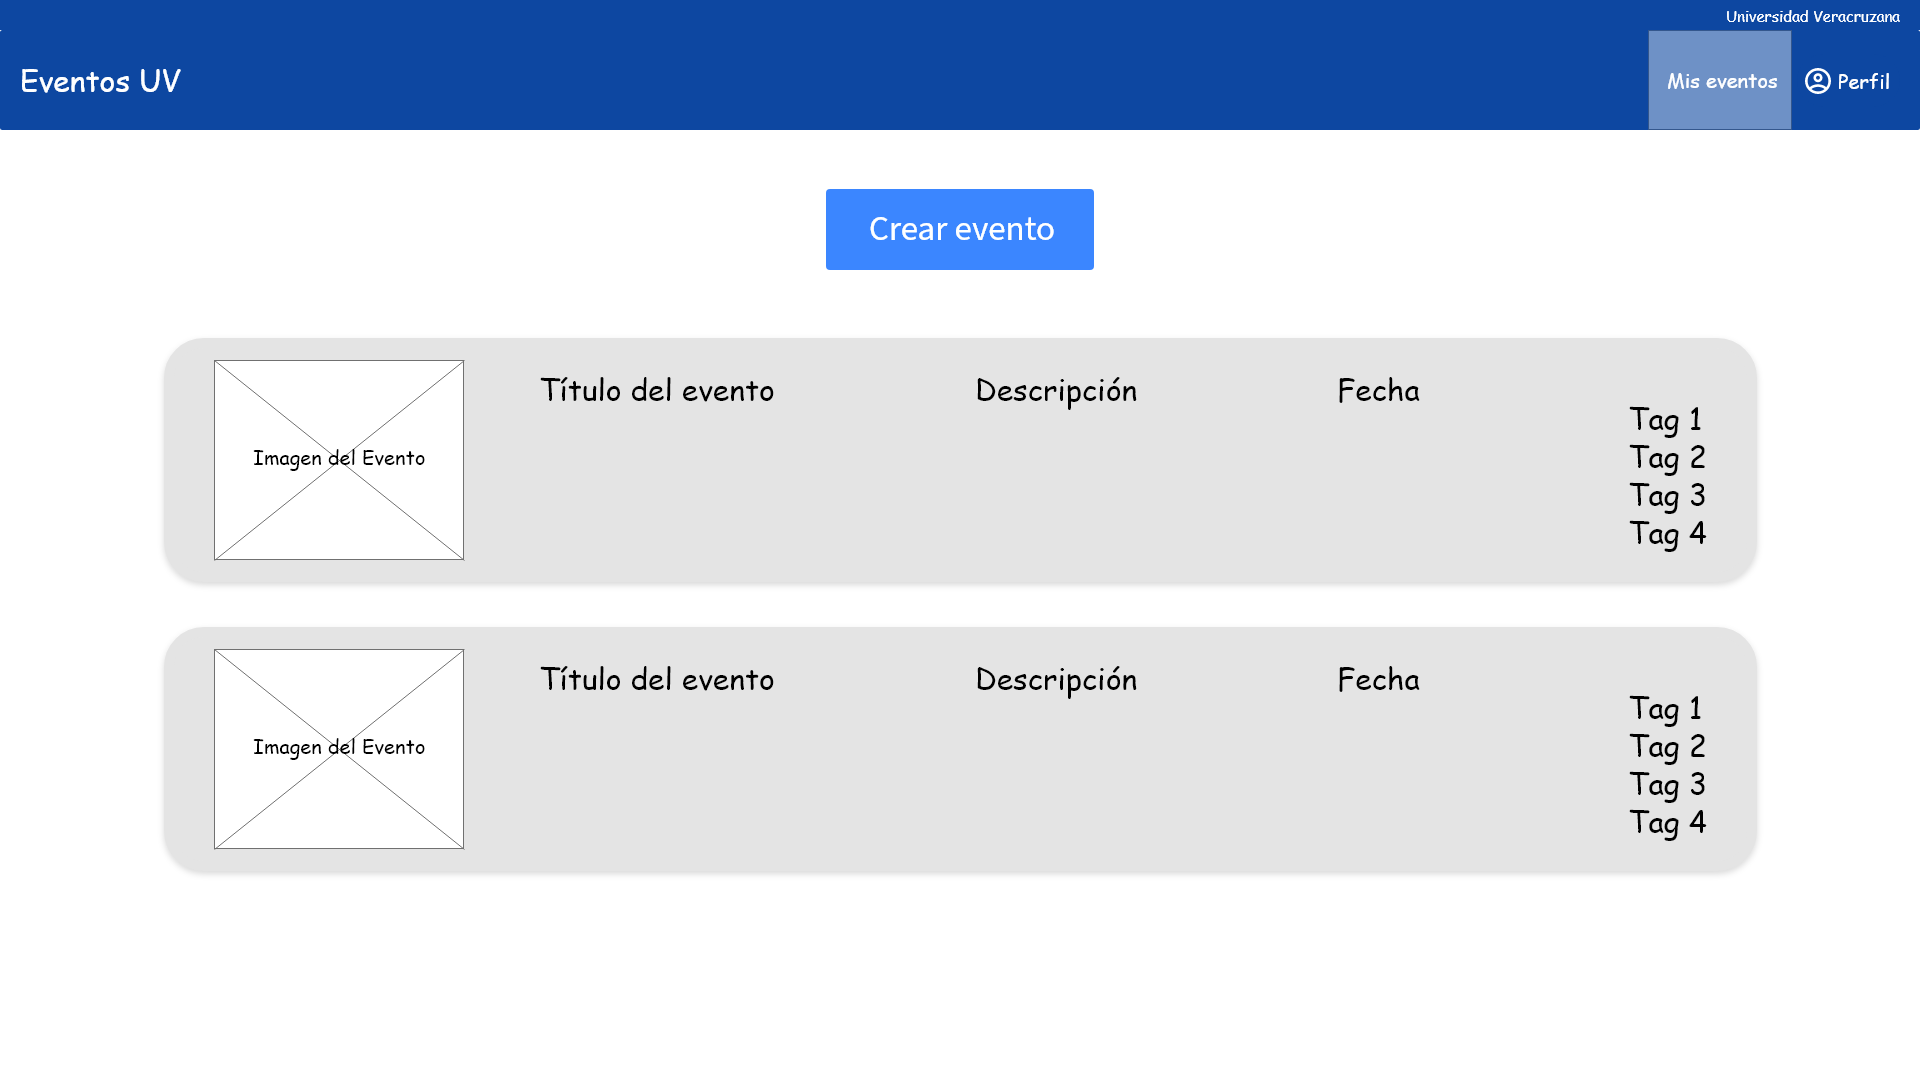 Universidad Veracruzana
Eventos UV
Mis eventos
Perfil
Crear evento
Imagen del Evento
Título del evento
Descripción
Fecha
Tag 1
Tag 2
Tag 3
Tag 4
Imagen del Evento
Título del evento
Descripción
Fecha
Tag 1
Tag 2
Tag 3
Tag 4